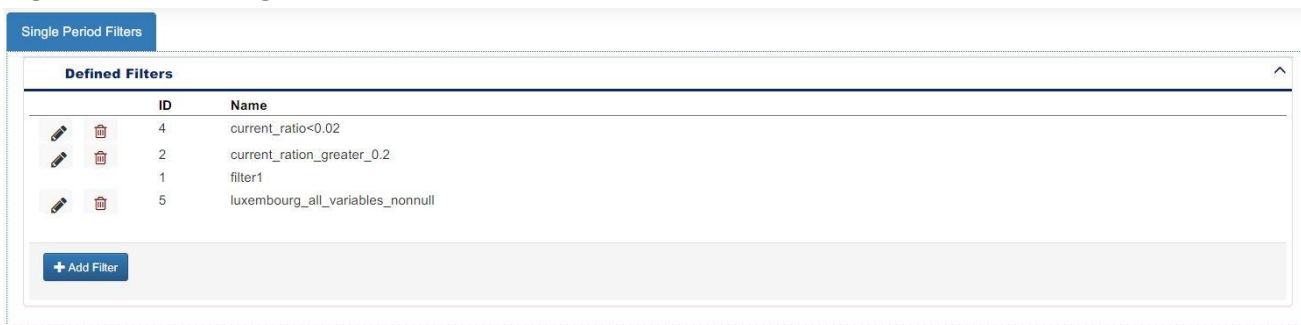 Single Period Filters
Defined Filters
ID Name
4 current_ratio<0.02
2 current_ration_greater_0.2
1 filter1
5 luxembourg_all_variables_nonnull
+ Add Filter